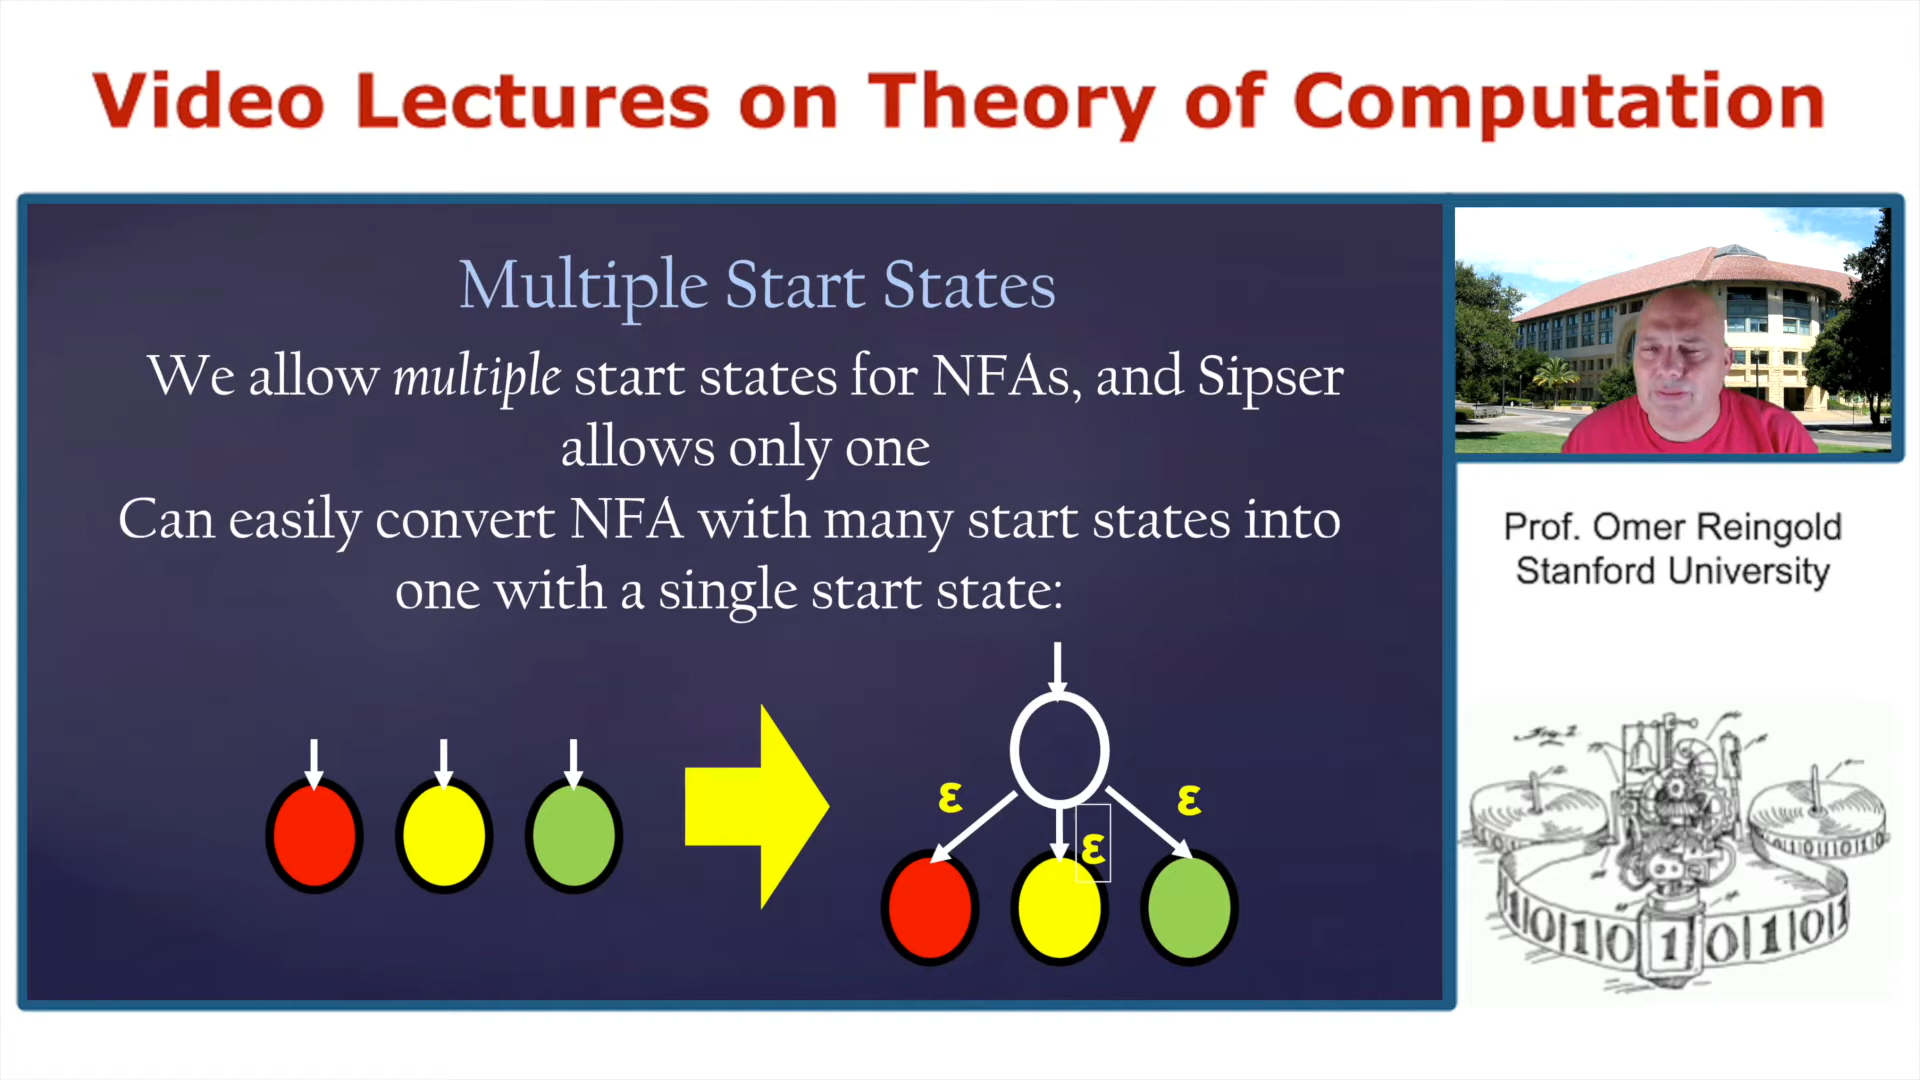 Video Lectures on Theory of Computation
Multiple Start States
We allow multiple start states for NFAs, and Sipser
allows only one
Can easily convert NFA with many start states into
one with a single start state:
ε
ε
ε
Prof. Omer Reingold
Stanford University